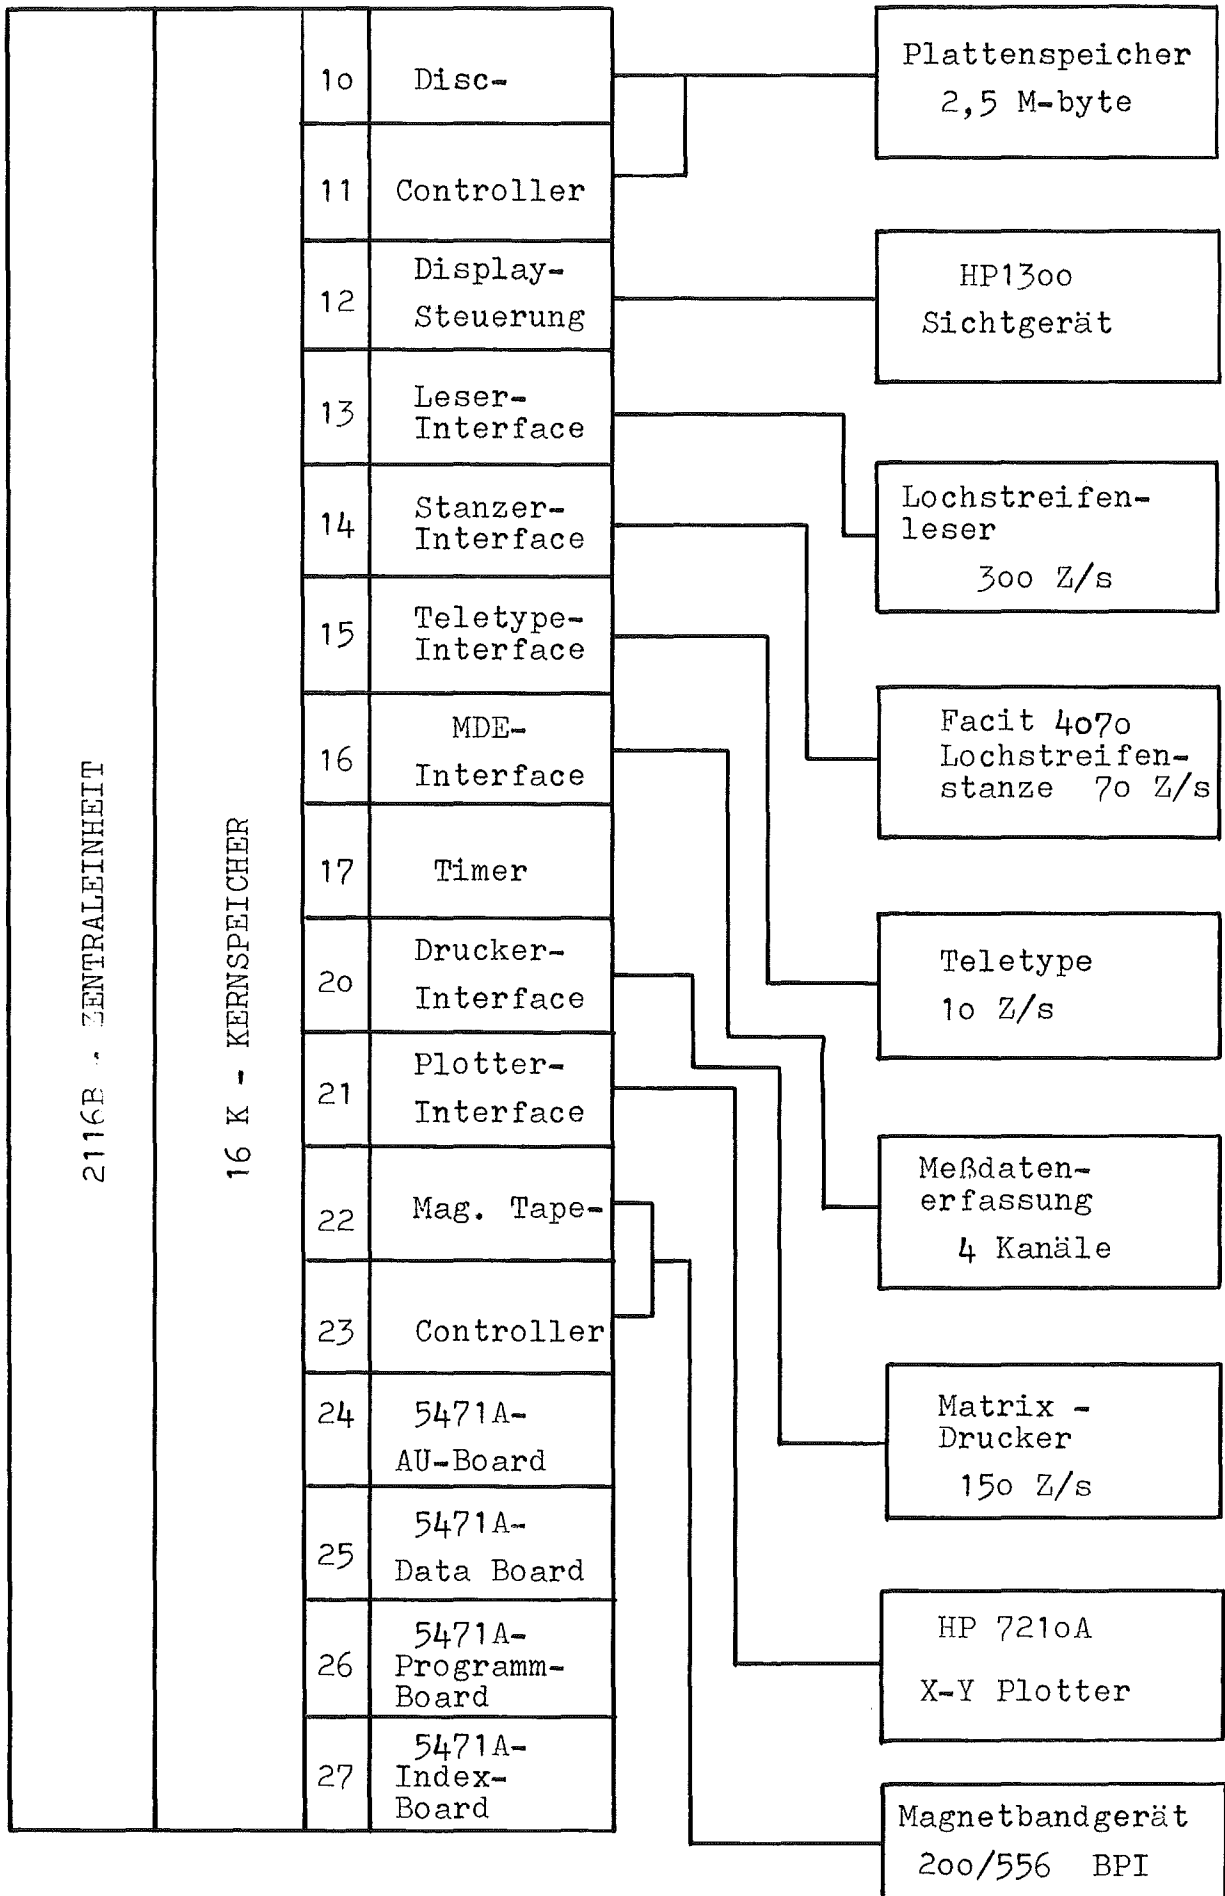 2116B - ZENTRALEINHEIT
16 K - KERNSPEICHER
10 Disc-
11 Controller
12 Display-
Steuerung
13 Leser-
Interface
14 Stanzer-
Interface
15 Teletype-
Interface
16 MDE-
Interface
17 Timer
20 Drucker-
Interface
21 Plotter-
Interface
22 Mag. Tape-
23 Controller
24 5471A-
AU-Board
25 5471A-
Data Board
26 5471A-
Programm-
Board
27 5471A-
Index-
Board
Plattenspeicher
2,5 M-byte
HP1300
Sichtgerät
Lochstreifen-
leser
300 Z/s
Facit 4070
Lochstreifen-
stanze 70 Z/s
Teletype
10 Z/s
Meßdaten-
erfassung
4 Kanäle
Matrix -
Drucker
150 Z/s
HP 7210A
X-Y Plotter
Magnetbandgerät
200/556 BPI